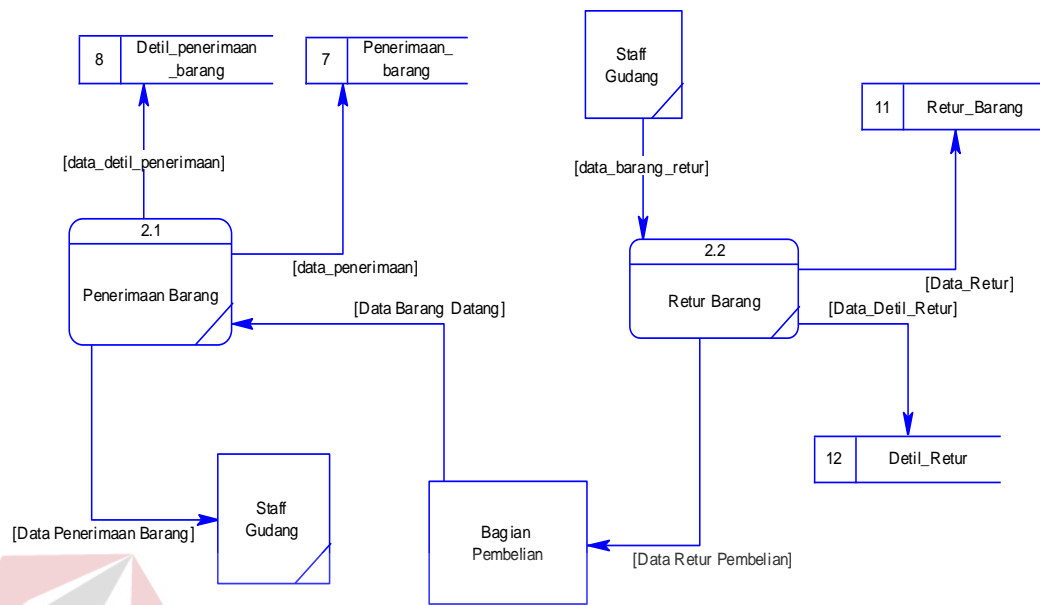 8
Detil_penerimaan
_barang
7
Penerimaan_
barang
Staff
Gudang
11
Retur_Barang
[data_detil_penerimaan]
[data_barang_retur]
2.1
Penerimaan Barang
[data_penerimaan]
2.2
Retur Barang
[Data_Retur]
[Data Barang Datang]
[Data_Detil_Retur]
12
Detil_Retur
Staff
Gudang
[Data Penerimaan Barang]
Bagian
Pembelian
[Data Retur Pembelian]